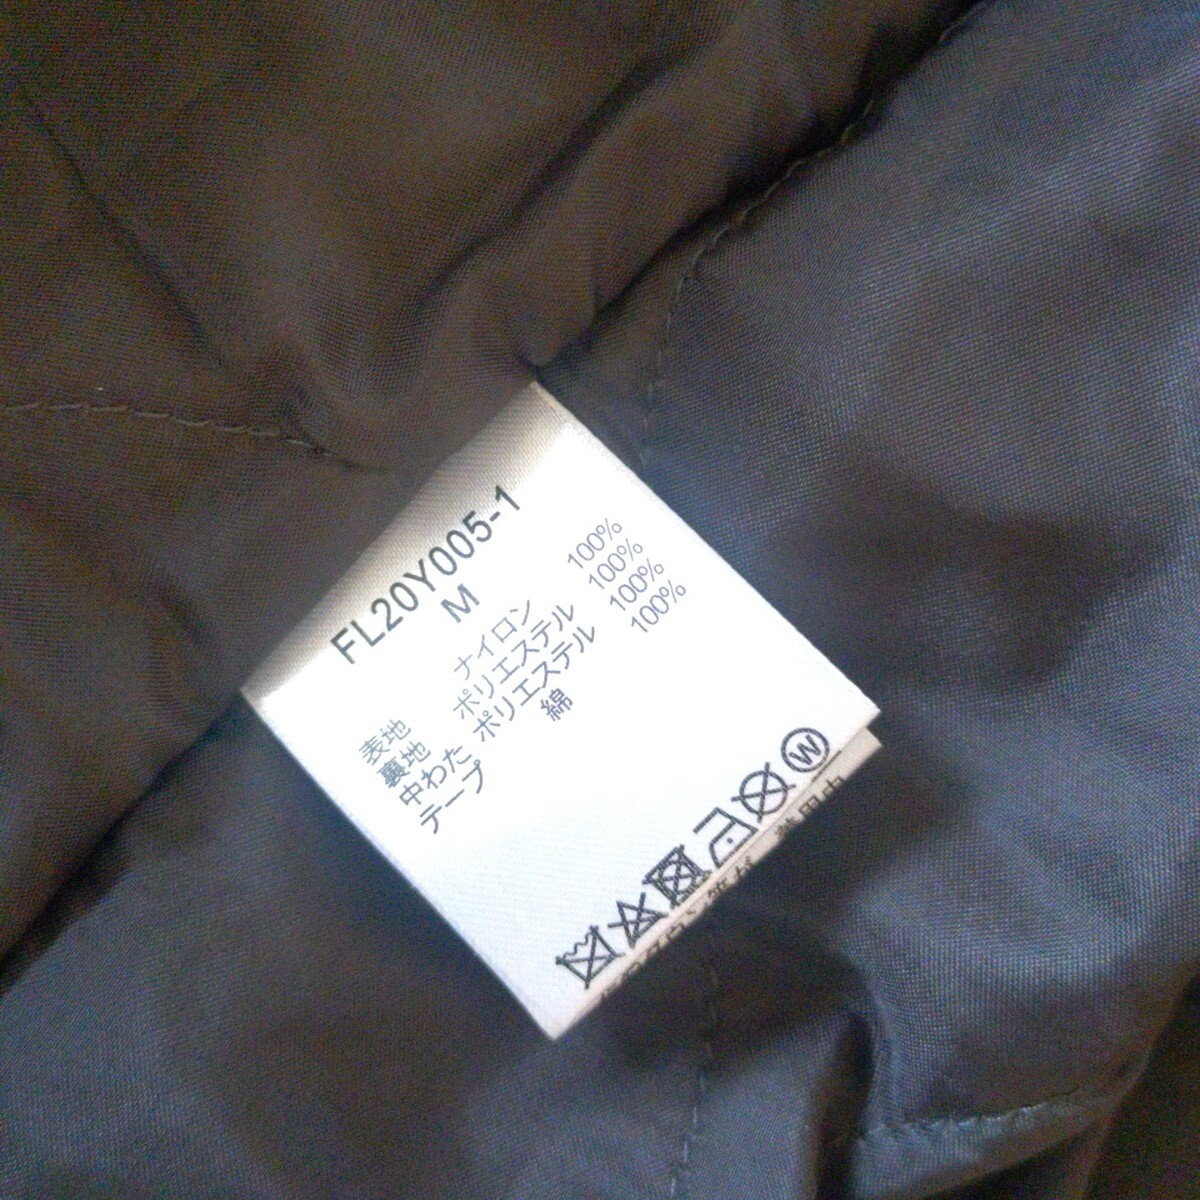 FL20Y005-1
M
表地 ナイロン 100%
裏地 ポリエステル 100%
中わた ポリエステル 100%
テープ 綿 100%
W